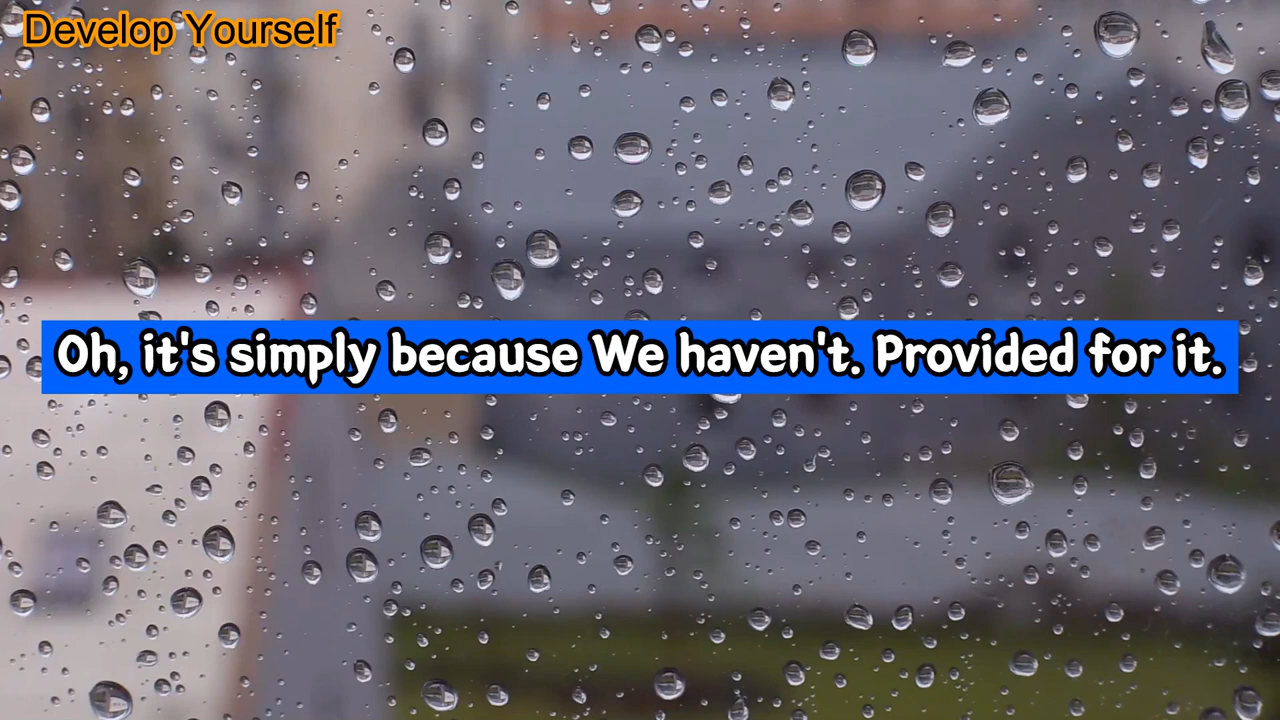 Develop Yourself
Oh, it's simply because We haven't. Provided for it.